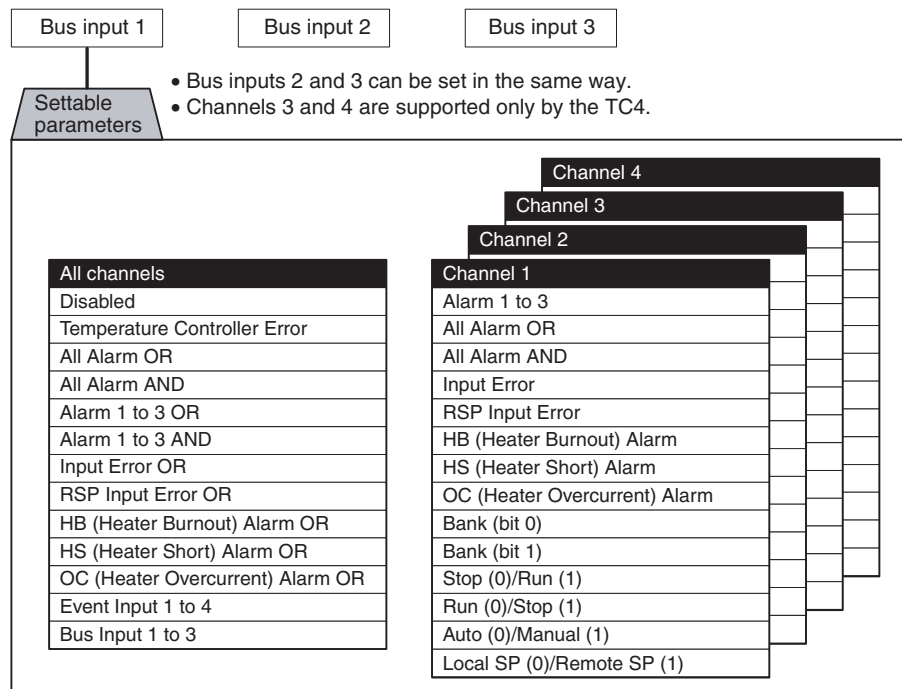 Bus input 1
Bus input 2
Bus input 3
Settable
parameters
• Bus inputs 2 and 3 can be set in the same way.
• Channels 3 and 4 are supported only by the TC4.
All channels
Disabled
Temperature Controller Error
All Alarm OR
All Alarm AND
Alarm 1 to 3 OR
Alarm 1 to 3 AND
Input Error OR
RSP Input Error OR
HB (Heater Burnout) Alarm OR
HS (Heater Short) Alarm OR
OC (Heater Overcurrent) Alarm OR
Event Input 1 to 4
Bus Input 1 to 3
Channel 4
Channel 3
Channel 2
Channel 1
Alarm 1 to 3
All Alarm OR
All Alarm AND
Input Error
RSP Input Error
HB (Heater Burnout) Alarm
HS (Heater Short) Alarm
OC (Heater Overcurrent) Alarm
Bank (bit 0)
Bank (bit 1)
Stop (0)/Run (1)
Run (0)/Stop (1)
Auto (0)/Manual (1)
Local SP (0)/Remote SP (1)